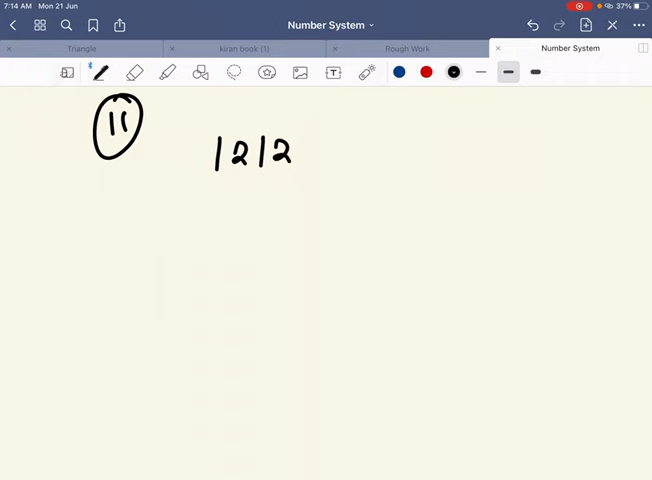 7:14 AM Mon 21 Jun
37%
Number System
Triangle
kiran book (1)
Rough Work
Number System
T
11
1212